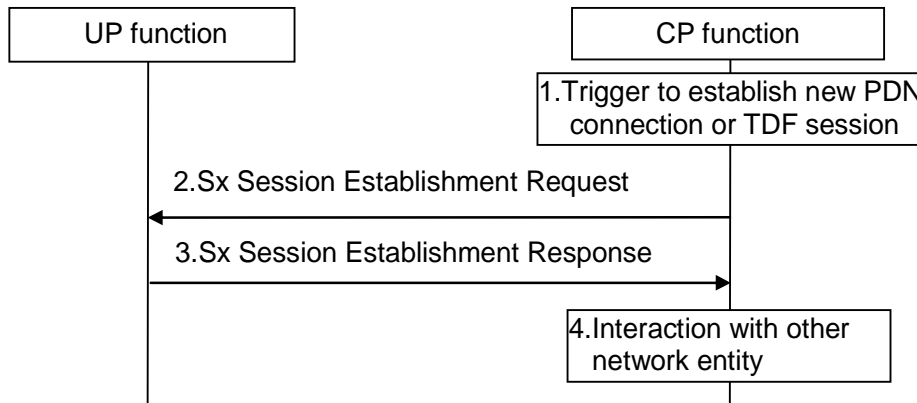 UP function
CP function
1.Trigger to establish new PDN
connection or TDF session
2.Sx Session Establishment Request
3.Sx Session Establishment Response
4.Interaction with other
network entity